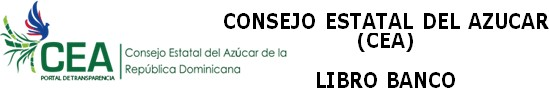 CEA
PORTAL DE TRANSPARENCIA
Consejo Estatal del Azúcar de la
República Dominicana
CONSEJO ESTATAL DEL AZUCAR
(CEA)
LIBRO BANCO